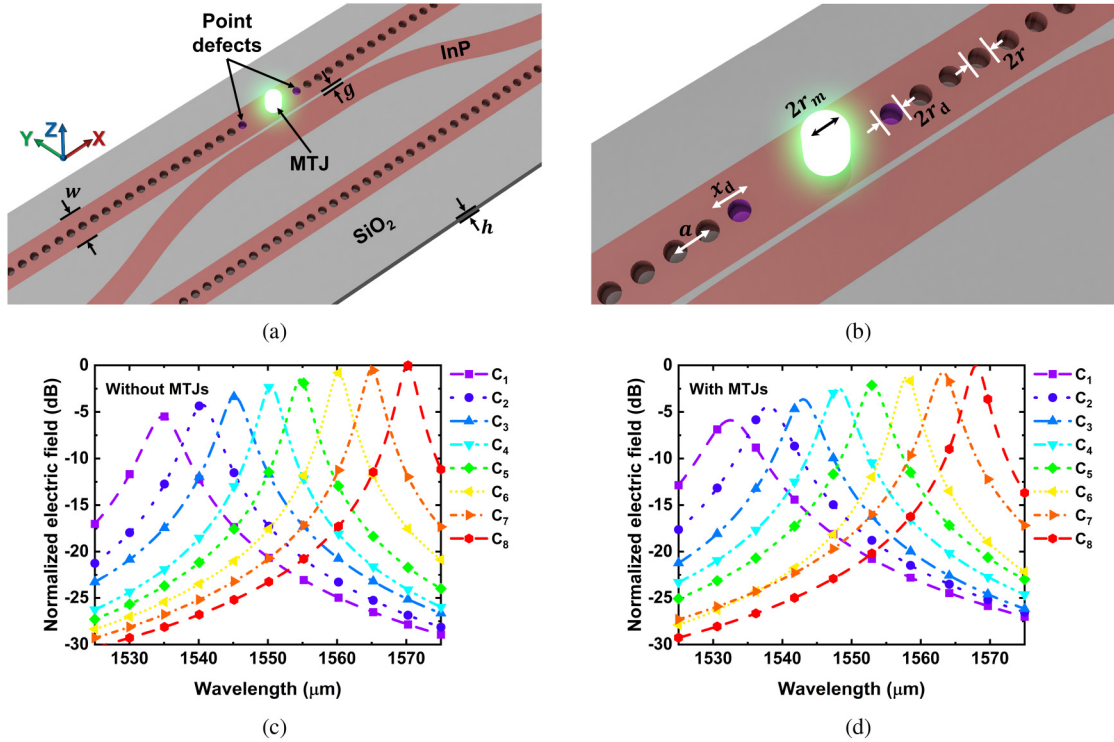 Point
defects
InP
g
MTJ
Z
Y
X
w
SiO2
h
(a)
2r
2rm
2rd
xd
a
(b)
Normalized electric field (dB)
0
-5
-10
-15
-20
-25
-30
Without MTJs
1530 1540 1550 1560 1570
Wavelength (μm)
C1
C2
C3
C4
C5
C6
C7
C8
(c)
Normalized electric field (dB)
0
-5
-10
-15
-20
-25
-30
With MTJs
1530 1540 1550 1560 1570
Wavelength (μm)
C1
C2
C3
C4
C5
C6
C7
C8
(d)